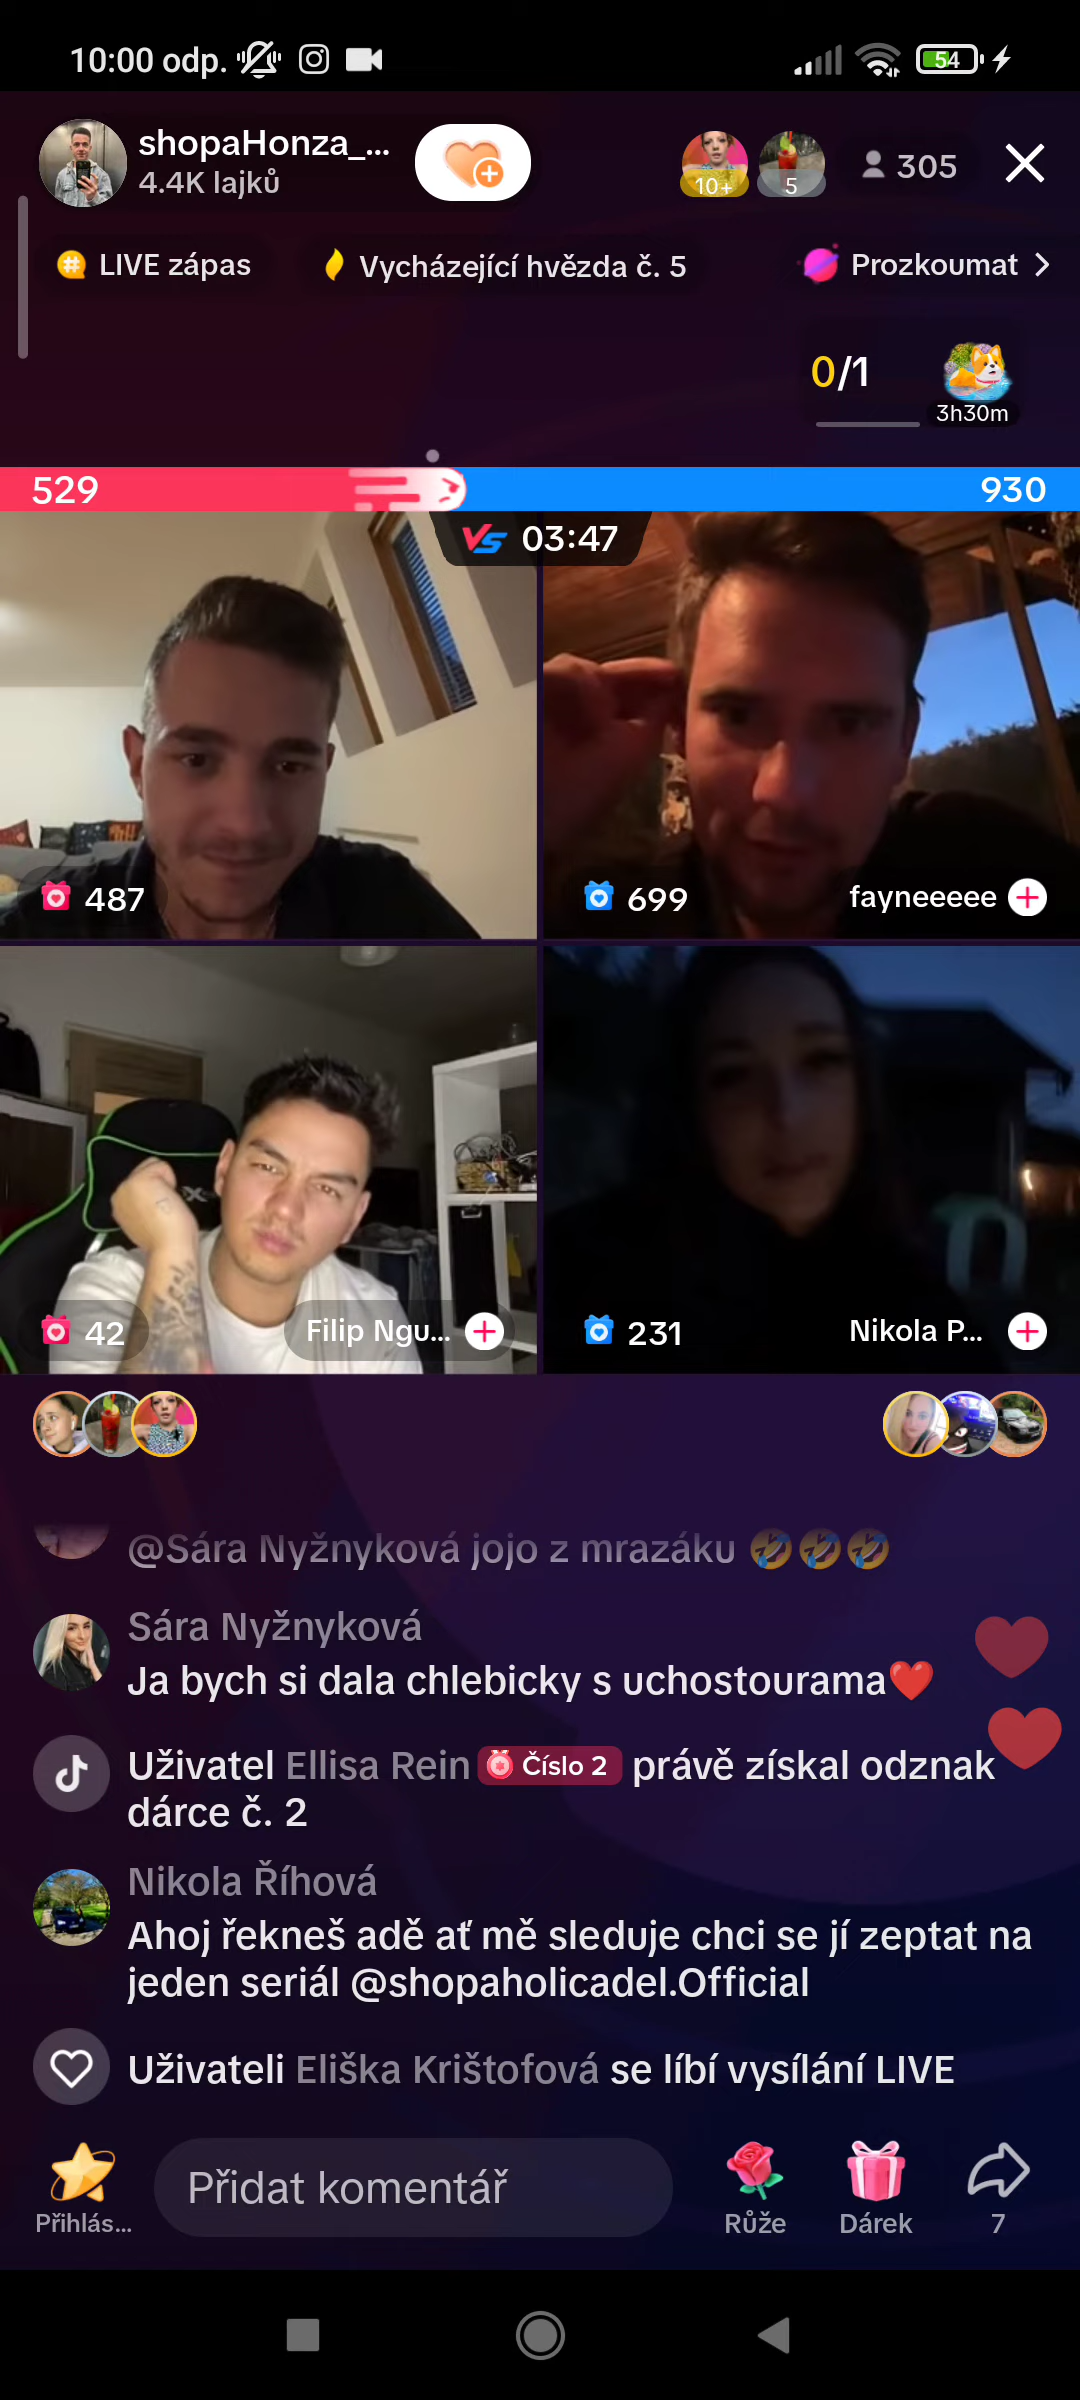 10:00 odp.
54
shopaHonza_...
4.4K lajků
10+
5
305
LIVE zápas
Vycházející hvězda č. 5
Prozkoumat
0/1
3h30m
529
930
VS 03:47
487
699
fayneeeee
42
Filip Ngu...
231
Nikola P...
@Sára Nyžnyková jojo z mrazáku 🤣🤣🤣
Sára Nyžnyková
Ja bych si dala chlebicky s uchostourama❤️
Uživatel Ellisa Rein Číslo 2 právě získal odznak
dárce č. 2
Nikola Říhová
Ahoj řekneš adě ať mě sleduje chci se jí zeptat na
jeden seriál @shopaholicadel.Official
Uživateli Eliška Krištofová se líbí vysílání LIVE
Přihlás...
Přidat komentář
Růže
Dárek
7